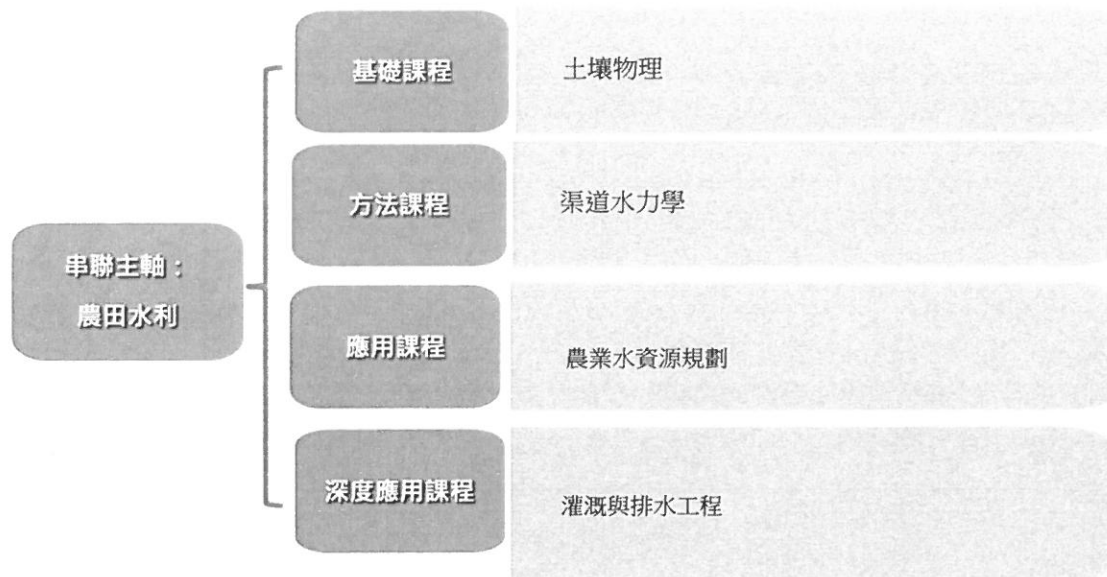 串聯主軸：
農田水利
基礎課程
土壤物理
方法課程
渠道水力學
應用課程
農業水資源規劃
深度應用課程
灌溉與排水工程